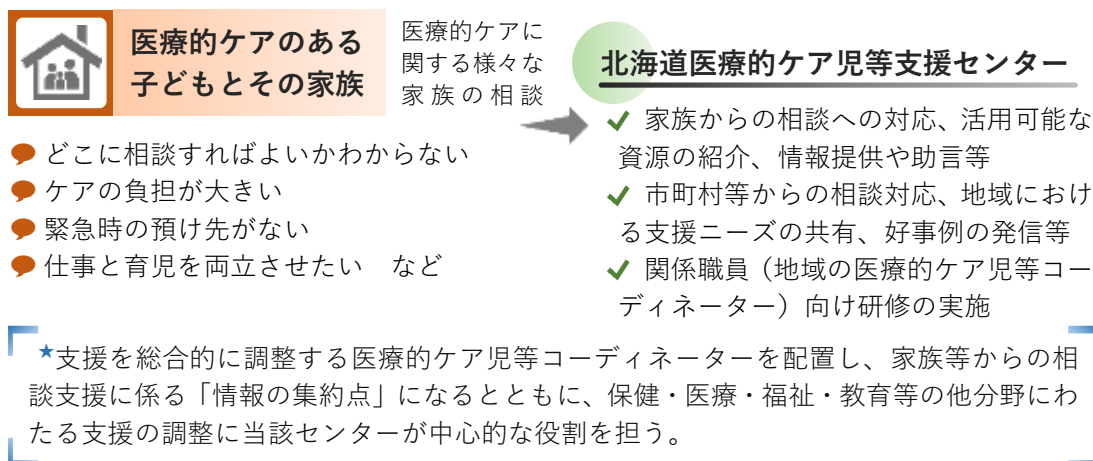 医療的ケアのある
子どもとその家族
医療的ケアに
関する様々な
家族の相談
どこに相談すればよいかわからない
ケアの負担が大きい
緊急時の預け先がない
仕事と育児を両立させたい　など
北海道医療的ケア児等支援センター
✓ 家族からの相談への対応、活用可能な
資源の紹介、情報提供や助言等
✓ 市町村等からの相談対応、地域におけ
る支援ニーズの共有、好事例の発信等
✓ 関係職員（地域の医療的ケア児等コー
ディネーター）向け研修の実施
★支援を総合的に調整する医療的ケア児等コーディネーターを配置し、家族等からの相
談支援に係る「情報の集約点」になるとともに、保健・医療・福祉・教育等の他分野にわ
たる支援の調整に当該センターが中心的な役割を担う。